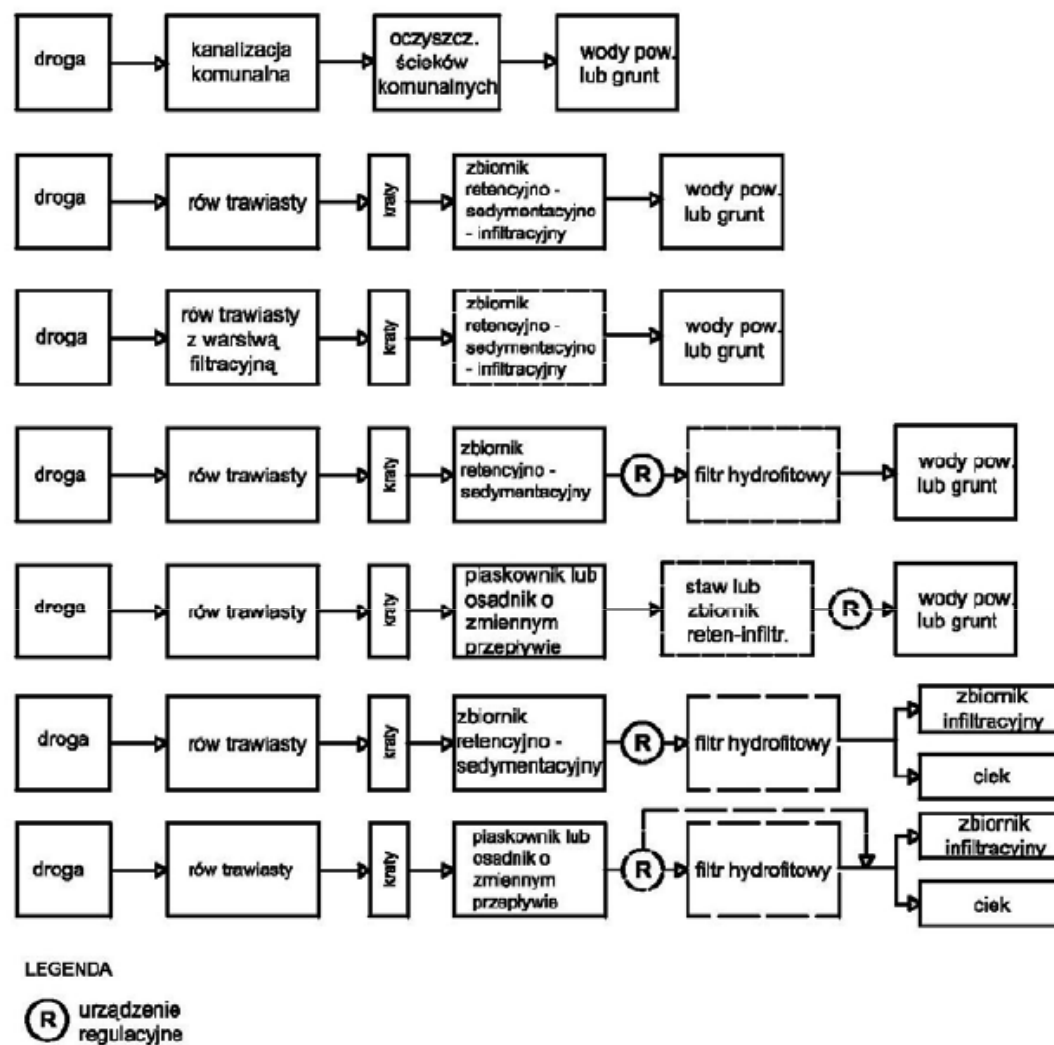 droga
kanalizacja
komunalna
oczyszcz.
ścieków
komunalnych
wody pow.
lub grunt
droga
rów trawiasty
kraty
zbiornik
retencyjno -
sedymentacyjno
- infiltracyjny
wody pow.
lub grunt
droga
rów trawiasty
z warstwą
filtracyjną
kraty
zbiornik
retencyjno -
sedymentacyjno
- infiltracyjny
wody pow.
lub grunt
droga
rów trawiasty
kraty
zbiornik
retencyjno -
sedymentacyjny
R
filtr hydrofitowy
wody pow.
lub grunt
droga
rów trawiasty
kraty
piaskownik lub
osadnik o
zmiennym
przepływie
staw lub
zbiornik
reten-infiltr.
R
wody pow.
lub grunt
droga
rów trawiasty
kraty
zbiornik
retencyjno -
sedymentacyjny
R
filtr hydrofitowy
zbiornik
infiltracyjny
ciek
droga
rów trawiasty
kraty
piaskownik lub
osadnik o
zmiennym
przepływie
R
filtr hydrofitowy
zbiornik
infiltracyjny
ciek
LEGENDA
R
urządzenie
regulacyjne